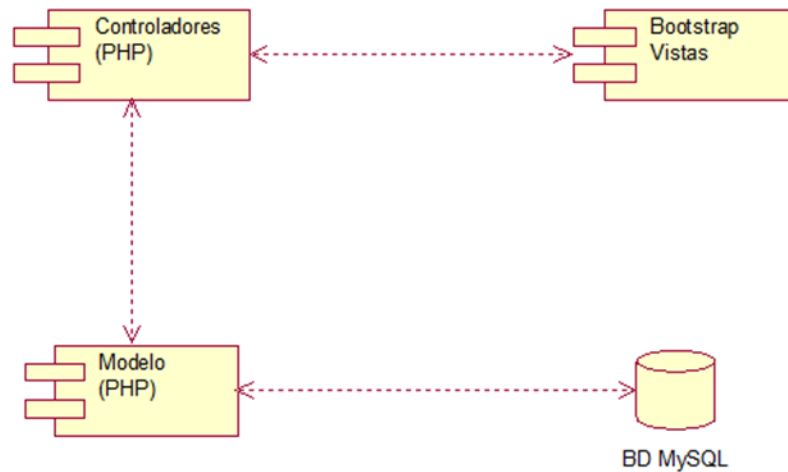 Controladores
(PHP)
Bootstrap
Vistas
Modelo
(PHP)
BD MySQL